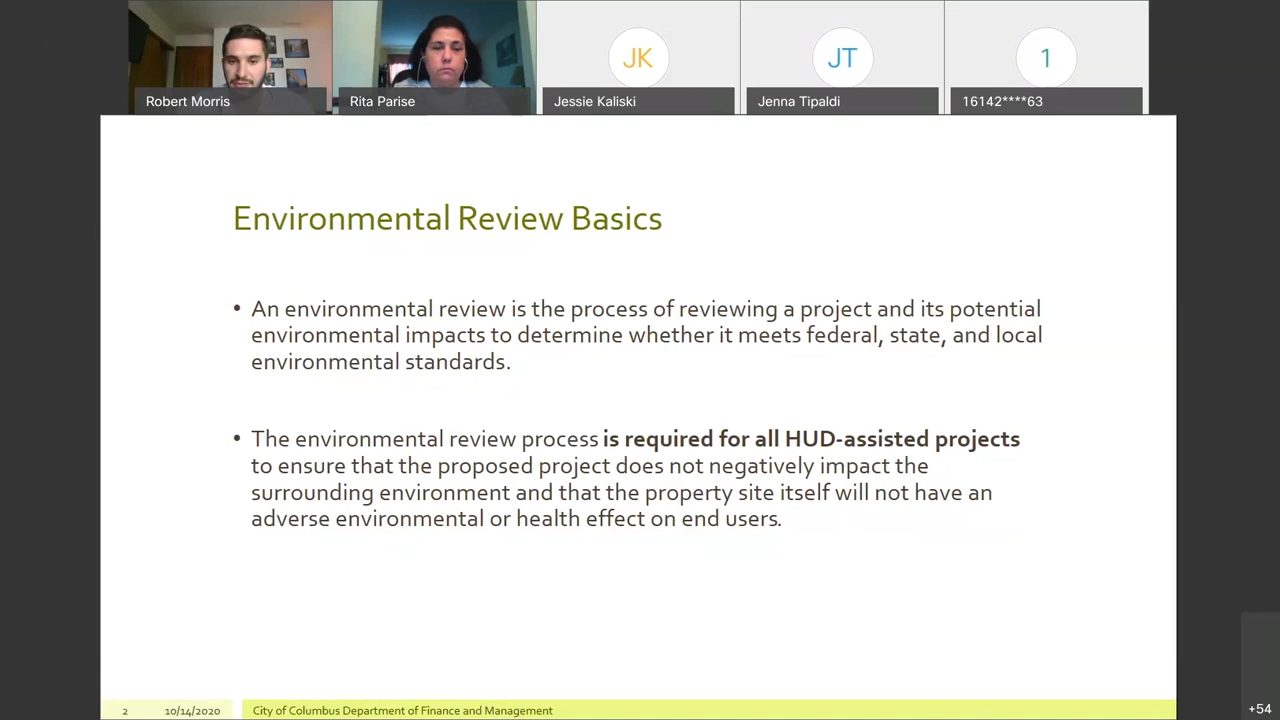 JK
JT
1
Robert Morris
Rita Parise
Jessie Kaliski
Jenna Tipaldi
16142****63
Environmental Review Basics
• An environmental review is the process of reviewing a project and its potential
environmental impacts to determine whether it meets federal, state, and local
environmental standards.
• The environmental review process is required for all HUD-assisted projects
to ensure that the proposed project does not negatively impact the
surrounding environment and that the property site itself will not have an
adverse environmental or health effect on end users.
2
10/14/2020
City of Columbus Department of Finance and Management
+54